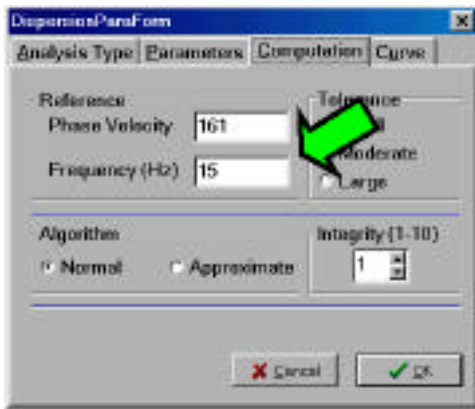 DispersionParaForm
Analysis Type Parameters Computation Curve
Reference
Phase Velocity 161
Frequency (Hz) 15
Tolerance
Moderate
Large
Algorithm
Normal Approximate
Integrity (1-10)
1
Cancel OK